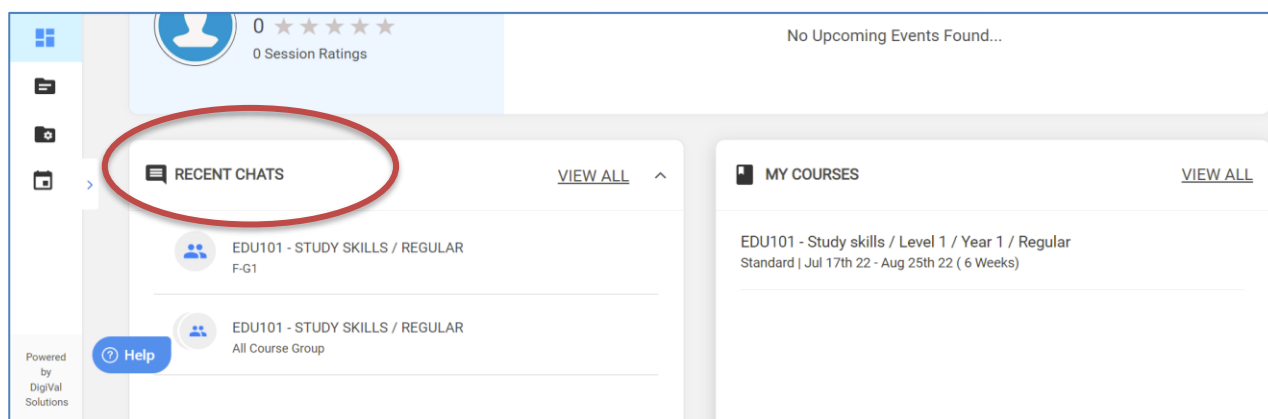 0
0 Session Ratings
No Upcoming Events Found...
RECENT CHATS
VIEW ALL
EDU101 - STUDY SKILLS / REGULAR
F-G1
EDU101 - STUDY SKILLS / REGULAR
All Course Group
MY COURSES
VIEW ALL
EDU101 - Study skills / Level 1 / Year 1 / Regular
Standard | Jul 17th 22 - Aug 25th 22 ( 6 Weeks)
Powered
by
DigiVal
Solutions
Help